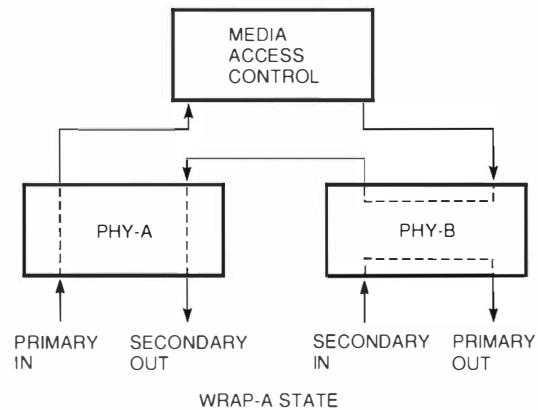 MEDIA
ACCESS
CONTROL
PHY-A
PHY-B
PRIMARY
IN
SECONDARY
OUT
SECONDARY
IN
PRIMARY
OUT
WRAP-A STATE